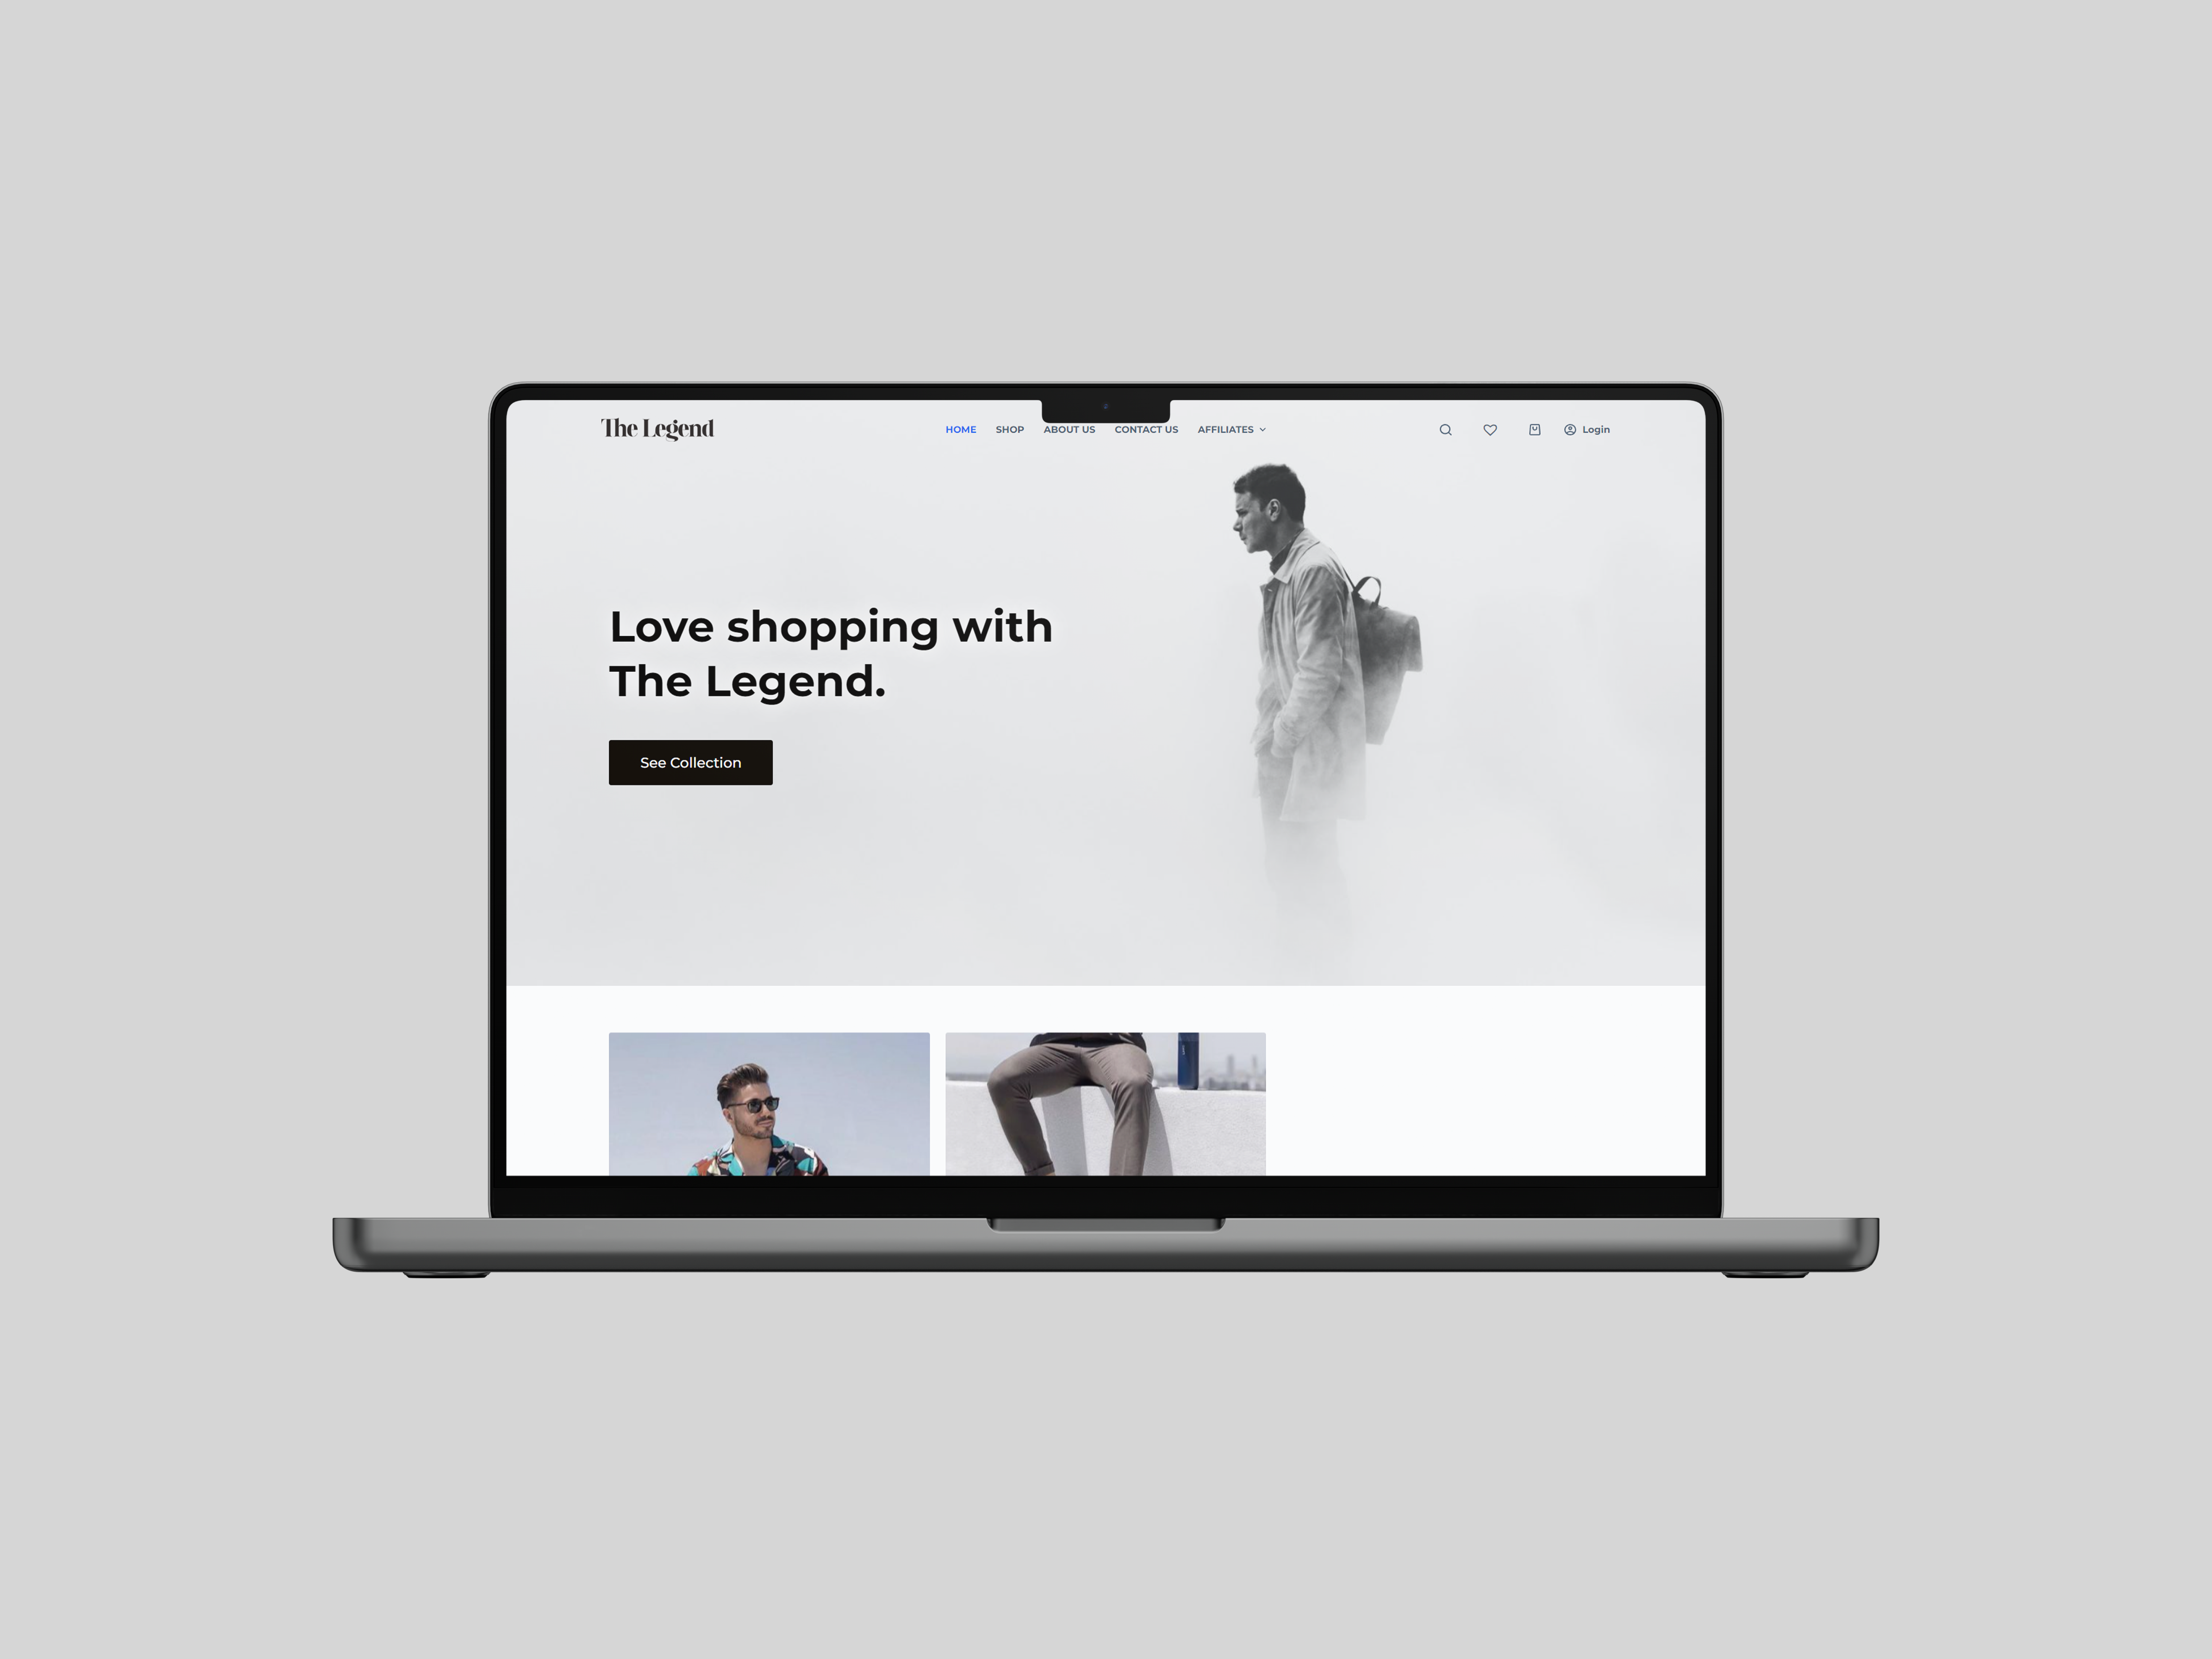 The Legend
HOME SHOP ABOUT US CONTACT US AFFILIATES
Login
Love shopping with
The Legend.
See Collection